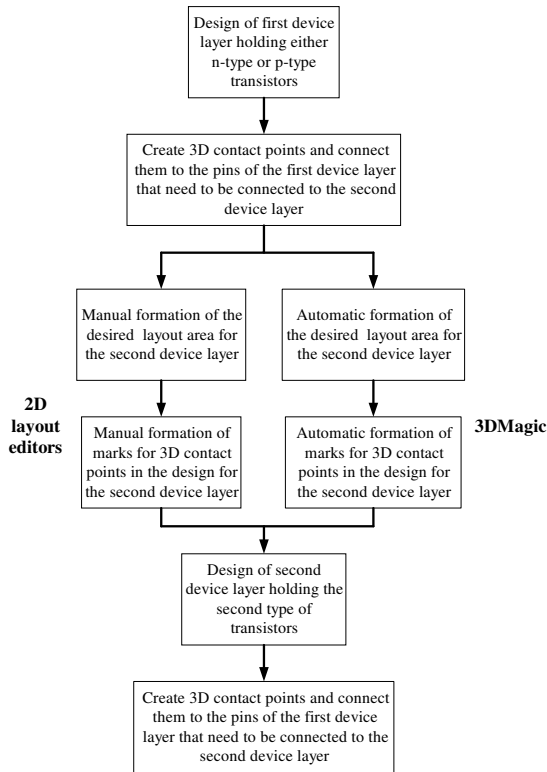 Design of first device
layer holding either
n-type or p-type
transistors
Create 3D contact points and connect
them to the pins of the first device layer
that need to be connected to the second
device layer
Manual formation of the
desired layout area for
the second device layer
Automatic formation of
the desired layout area for
the second device layer
2D
layout
editors
Manual formation of
marks for 3D contact
points in the design for
the second device layer
Automatic formation of
marks for 3D contact
points in the design for
the second device layer
3DMagic
Design of second
device layer holding the
second type of
transistors
Create 3D contact points and connect
them to the pins of the first device
layer that need to be connected to the
second device layer